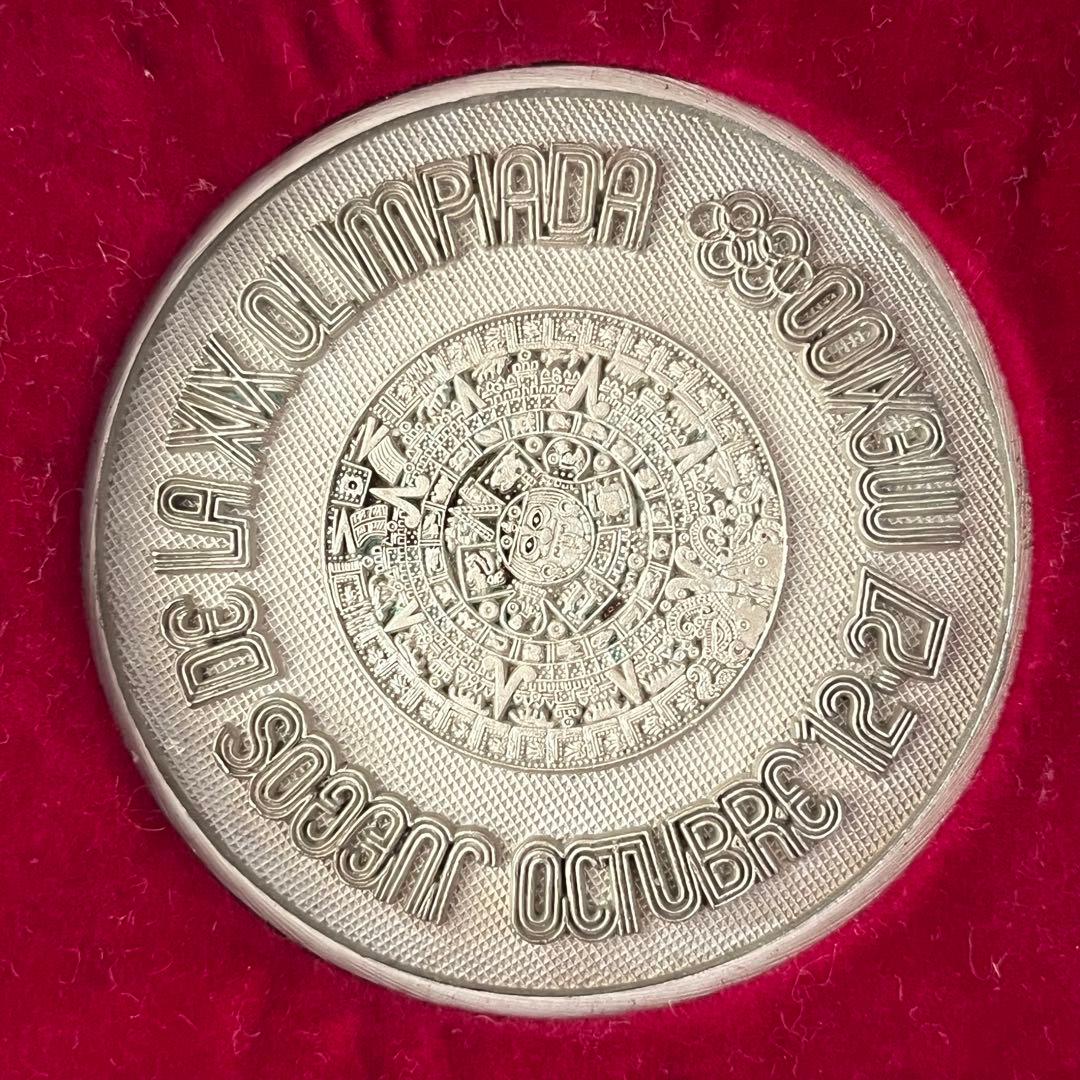 JUEGOS DE LA XIX OLIMPIADA
OCTUBRE 12-27
MEXICO 68